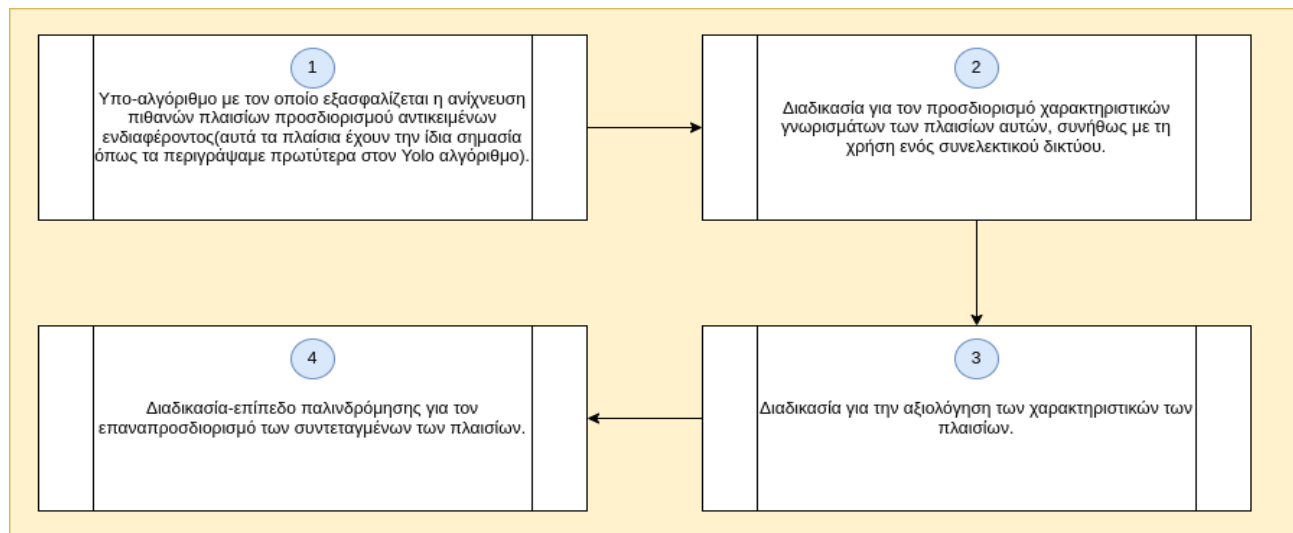 1
Υπο-αλγόριθμο με τον οποίο εξασφαλίζεται η ανίχνευση
πιθανών πλαισίων προσδιορισμού αντικειμένων
ενδιαφέροντος(αυτά τα πλαίσια έχουν την ίδια σημασία
όπως τα περιγράψαμε πρωτύτερα στον Yolo αλγόριθμο).
2
Διαδικασία για τον προσδιορισμό χαρακτηριστικών
γνωρισμάτων των πλαισίων αυτών, συνήθως με τη
χρήση ενός συνελεκτικού δικτύου.
3
Διαδικασία για την αξιολόγηση των χαρακτηριστικών των
πλαισίων.
4
Διαδικασία-επίπεδο παλινδρόμησης για τον
επαναπροσδιορισμό των συντεταγμένων των πλαισίων.